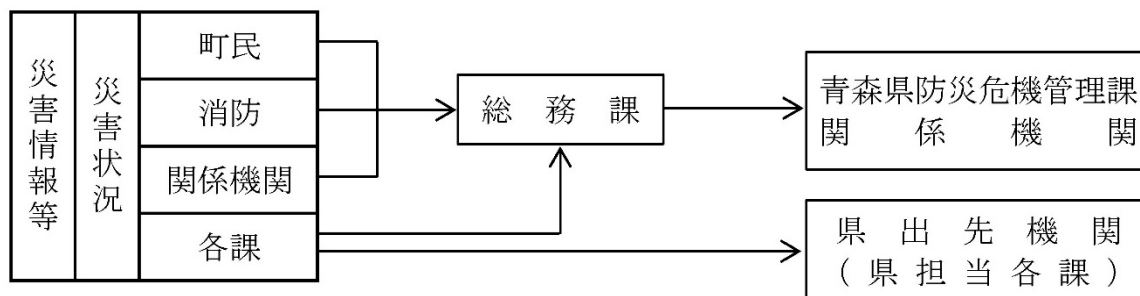 災害情報等
災害状況
町民
消防
関係機関
各課
総務課
青森県防災危機管理課
関係機関
県出先機関
(県担当各課)